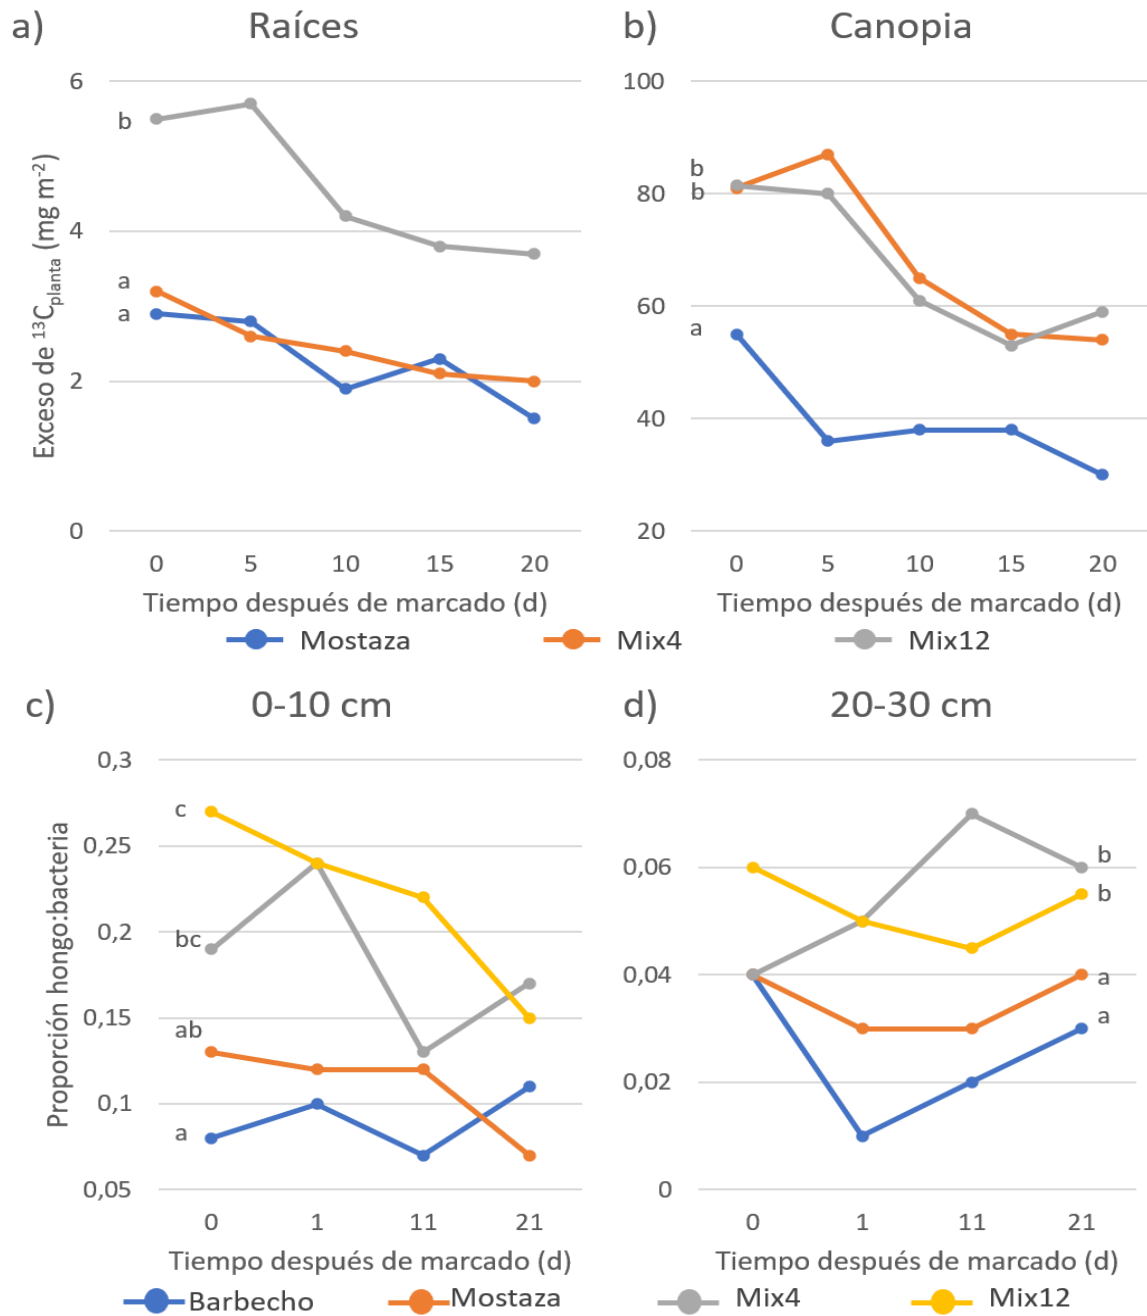 a) Raíces
6
b
4
a
a
2
0
Exceso de ¹³C_planta (mg m⁻²)
0 5 10 15 20
Tiempo después de marcado (d)
b) Canopia
100
b
80
b
60
a
40
20
0 5 10 15 20
Tiempo después de marcado (d)
Mostaza Mix4 Mix12
c) 0-10 cm
0,3
c
0,25
0,2
bc
0,15
ab
0,1
a
0,05
Proporción hongo:bacteria
0 1 11 21
Tiempo después de marcado (d)
d) 20-30 cm
0,08
b
0,06
b
0,04
a
a
0,02
0
0 1 11 21
Tiempo después de marcado (d)
Barbecho Mostaza Mix4 Mix12